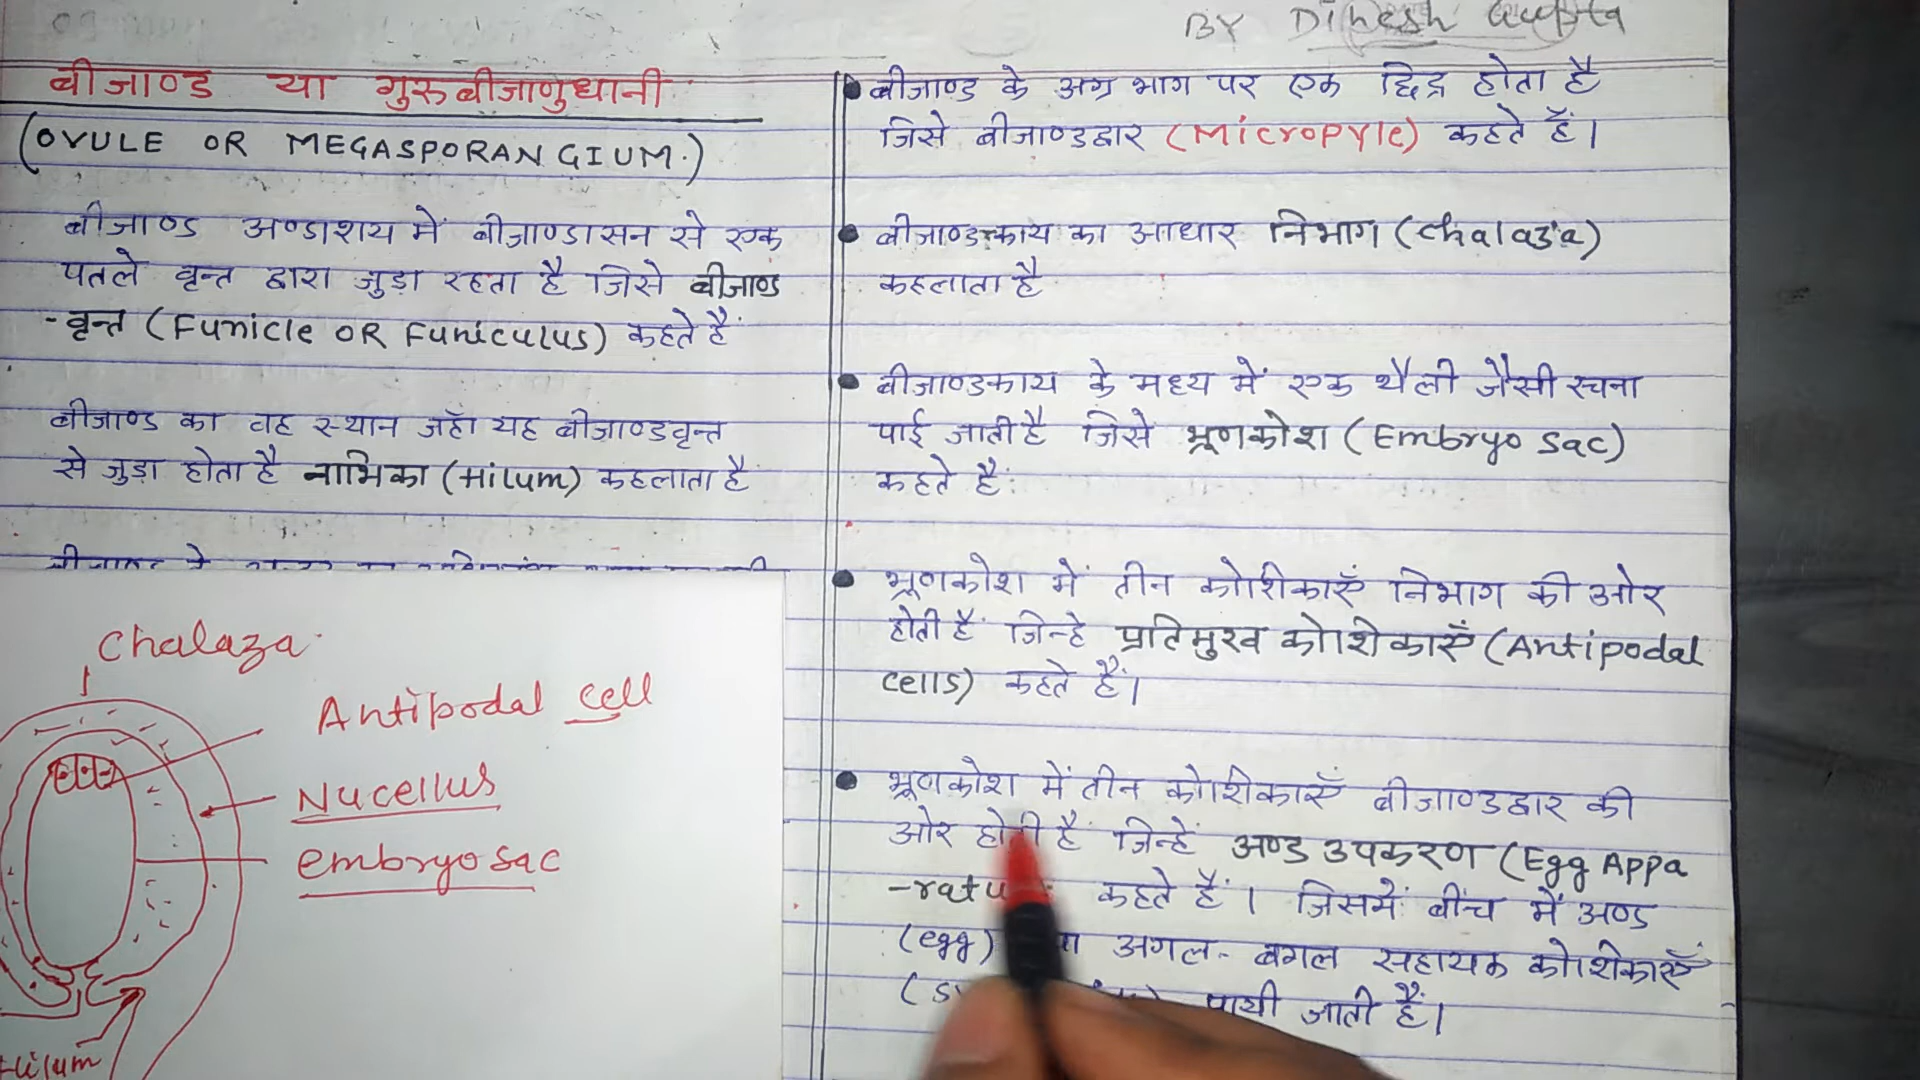 BY Dinesh Gupta
बीजाण्ड या गुरुबीजाणुधानी
(OVULE OR MEGASPORANGIUM.)
बीजाण्ड अण्डाशय में बीजाण्डासन से एक
पतले वृन्त द्वारा जुड़ा रहता है जिसे बीजाण्ड
-वृन्त (Funicle OR Funiculus) कहते हैं
बीजाण्ड का वह स्थान जहाँ यह बीजाण्डवृन्त
से जुड़ा होता है नाभिका (Hilum) कहलाता है
बीजाण्ड के अग्र भाग पर एक छिद्र होता है
जिसे बीजाण्डद्वार (Micropyle) कहते हैं।
बीजाण्डकाय का आधार निभाग (chalaza)
कहलाता है
बीजाण्डकाय के मध्य में एक थैली जैसी रचना
पाई जाती है जिसे भ्रूणकोश (Embryo sac)
कहते हैं
भ्रूणकोश में तीन कोशिकाएँ निभाग की ओर
होती हैं जिन्हे प्रतिमुख कोशिकाएँ (Antipodal
cells) कहते हैं।
भ्रूणकोश में तीन कोशिकाएँ बीजाण्डद्वार की
ओर होती हैं जिन्हें अण्ड उपकरण (Egg Appa
-ratu कहते हैं। जिसमें बींच में अण्ड
(egg) अगल-बगल सहायक कोशिकाएँ
पायी जाती हैं।
Chalaza
Antipodal cell
Nucellus
embryo sac
Hilum